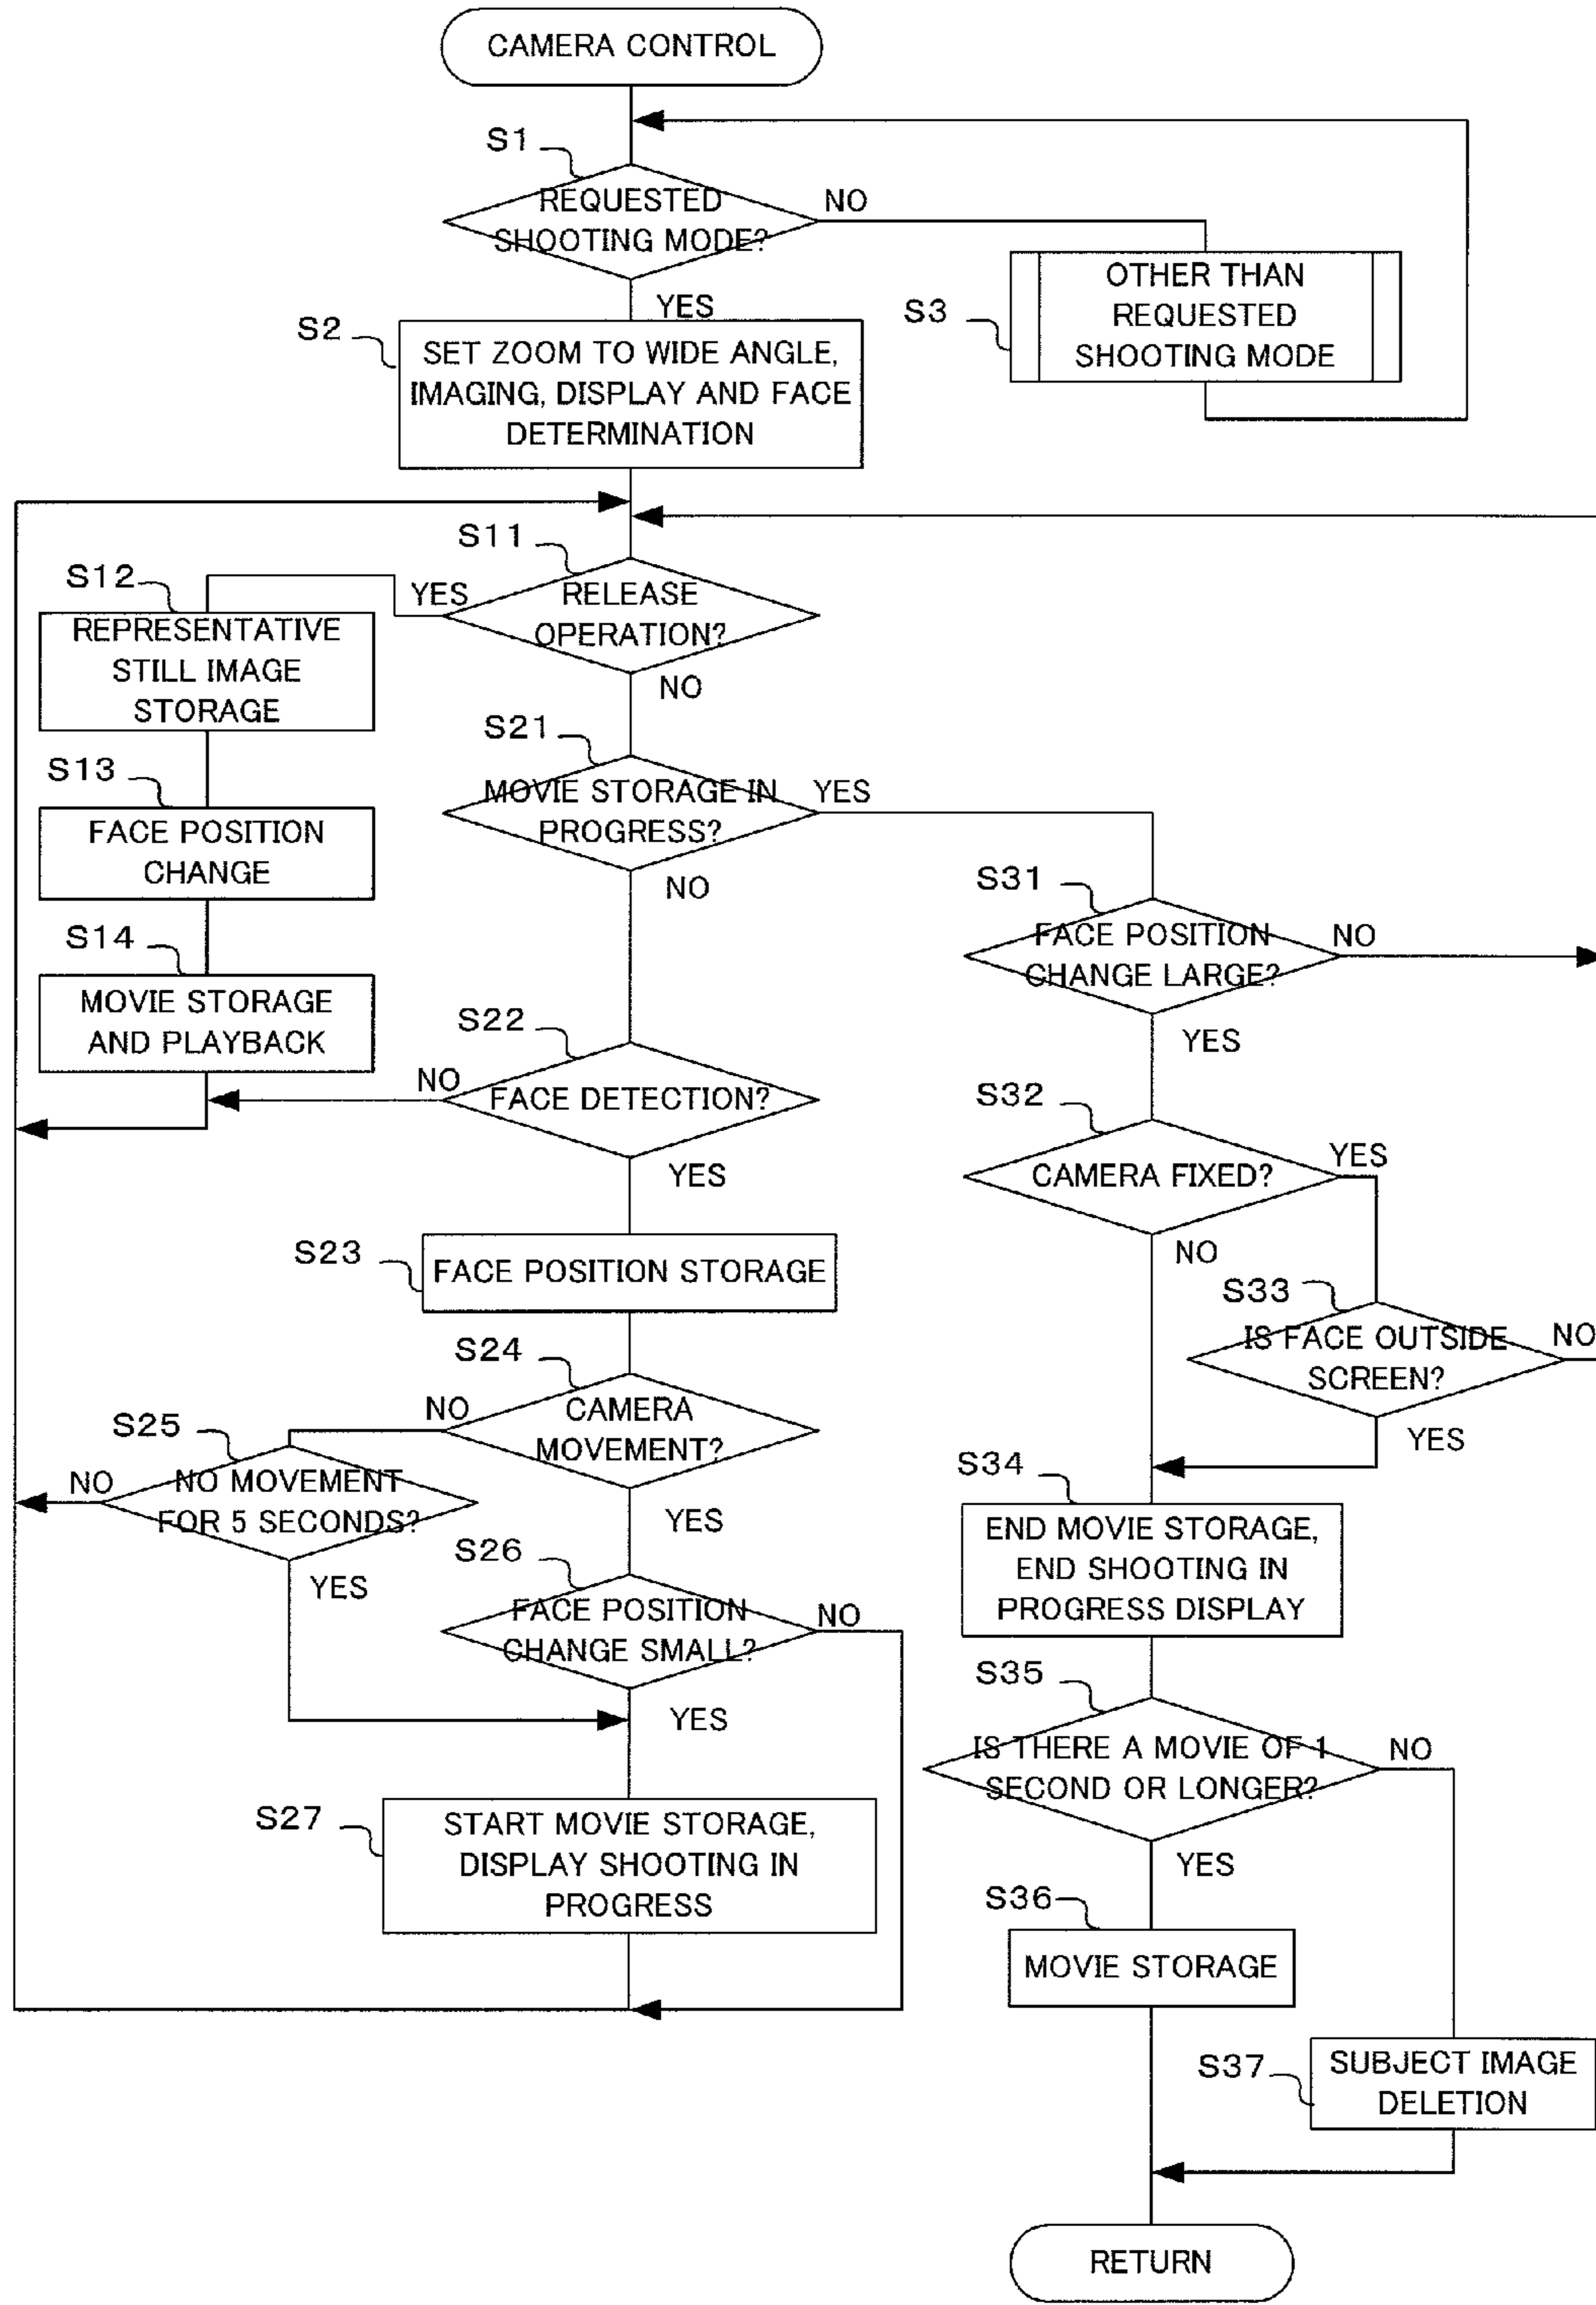 CAMERA CONTROL
S1
REQUESTED
SHOOTING MODE?
NO
YES
S3
OTHER THAN
REQUESTED
SHOOTING MODE
S2
SET ZOOM TO WIDE ANGLE,
IMAGING, DISPLAY AND FACE
DETERMINATION
S11
RELEASE
OPERATION?
YES
NO
S12
REPRESENTATIVE
STILL IMAGE
STORAGE
S13
FACE POSITION
CHANGE
S14
MOVIE STORAGE
AND PLAYBACK
S21
MOVIE STORAGE IN
PROGRESS?
YES
NO
S22
FACE DETECTION?
NO
YES
S23
FACE POSITION STORAGE
S24
CAMERA
MOVEMENT?
NO
YES
S25
NO MOVEMENT
FOR 5 SECONDS?
NO
YES
S26
FACE POSITION
CHANGE SMALL?
NO
YES
S27
START MOVIE STORAGE,
DISPLAY SHOOTING IN
PROGRESS
S31
FACE POSITION
CHANGE LARGE?
NO
YES
S32
CAMERA FIXED?
YES
NO
S33
IS FACE OUTSIDE
SCREEN?
NO
YES
S34
END MOVIE STORAGE,
END SHOOTING IN
PROGRESS DISPLAY
S35
IS THERE A MOVIE OF 1
SECOND OR LONGER?
NO
YES
S36
MOVIE STORAGE
S37
SUBJECT IMAGE
DELETION
RETURN